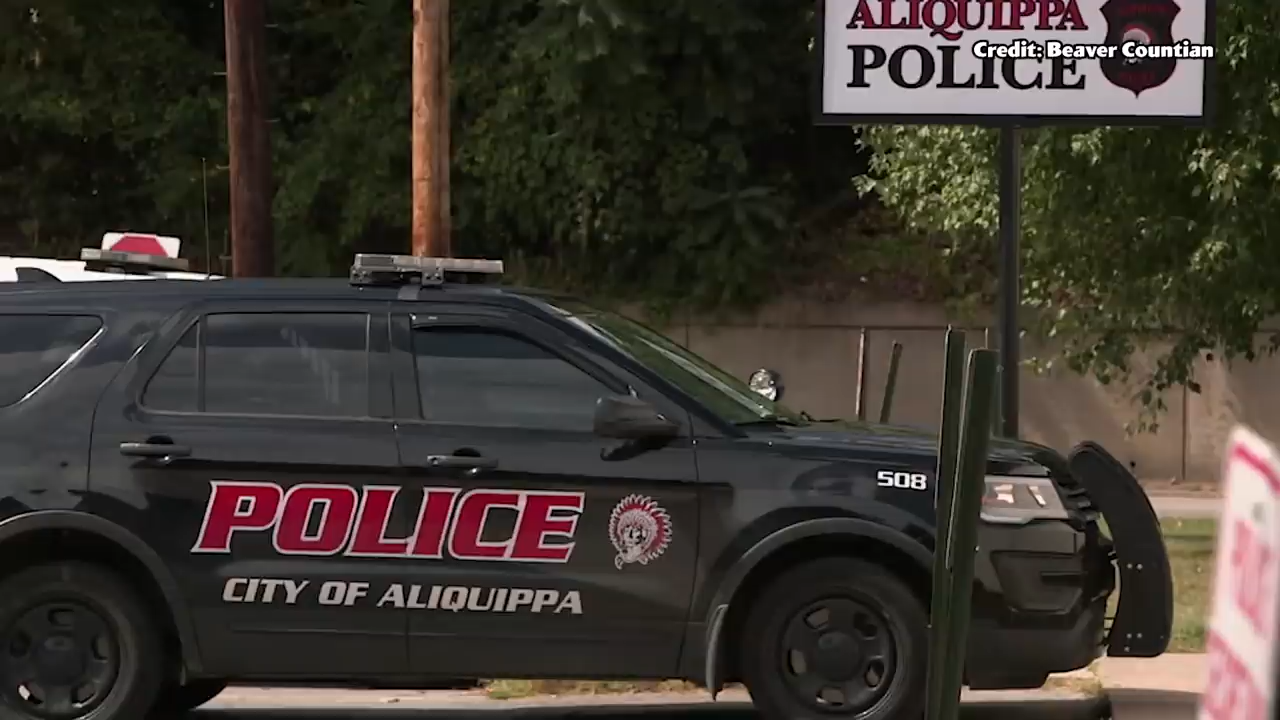 ALIQUIPPA
POLICE
Credit: Beaver Countian
508
POLICE
CITY OF ALIQUIPPA